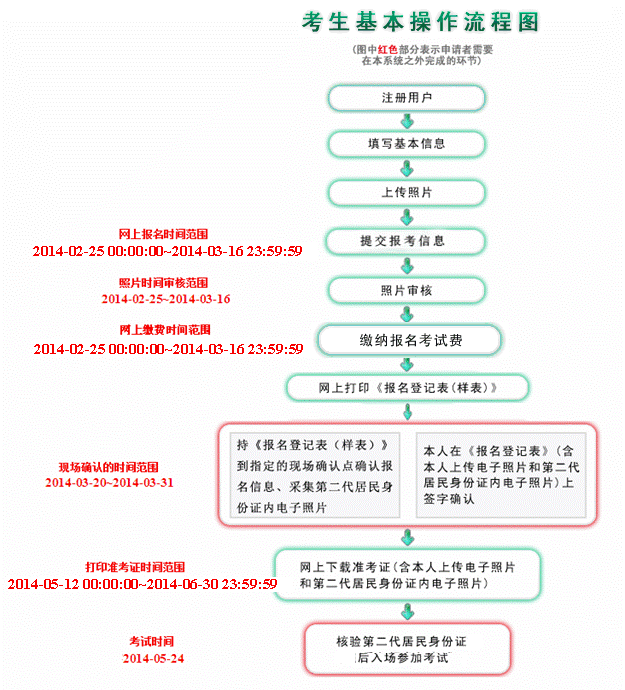 考生基本操作流程图
(图中红色部分表示申请者需要
在本系统之外完成的环节)
注册用户
填写基本信息
上传照片
网上报名时间范围
2014-02-25 00:00:00~2014-03-16 23:59:59
提交报考信息
照片时间审核范围
2014-02-25~2014-03-16
照片审核
网上缴费时间范围
2014-02-25 00:00:00~2014-03-16 23:59:59
缴纳报名考试费
网上打印《报名登记表(样表)》
现场确认的时间范围
2014-03-20~2014-03-31
持《报名登记表（样表）》
到指定的现场确认点确认报
名信息、采集第二代居民身
份证内电子照片
本人在《报名登记表》(含
本人上传电子照片和第二代
居民身份证内电子照片)上
签字确认
打印准考证时间范围
2014-05-12 00:00:00~2014-06-30 23:59:59
网上下载准考证(含本人上传电子照片
和第二代居民身份证内电子照片)
考试时间
2014-05-24
核验第二代居民身份证
后入场参加考试